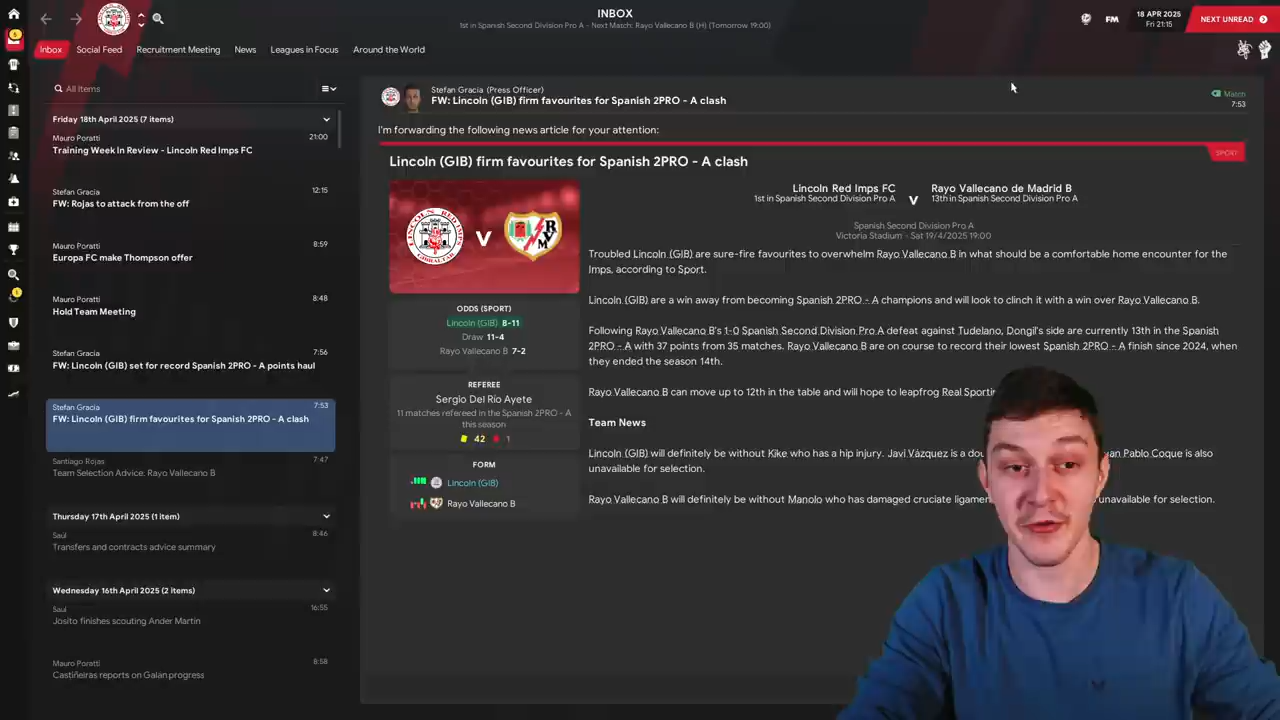 INBOX
1st in Spanish Second Division Pro A - Next Match: Rayo Vallecano B (H) (Tomorrow 19:00)
FM
18 APR 2025
Fri 21:15
NEXT UNREAD
Inbox
Social Feed
Recruitment Meeting
News
Leagues in Focus
Around the World
All Items
Friday 18th April 2025 (7 items)
Mauro Poratti 21:00
Training Week In Review - Lincoln Red Imps FC
Stefan Gracia 12:15
FW: Rojas to attack from the off
Mauro Poratti 8:59
Europa FC make Thompson offer
Mauro Poratti 8:48
Hold Team Meeting
Stefan Gracia 7:56
FW: Lincoln (GIB) set for record Spanish 2PRO - A points haul
Stefan Gracia 7:53
FW: Lincoln (GIB) firm favourites for Spanish 2PRO - A clash
Santiago Rojas 7:47
Team Selection Advice: Rayo Vallecano B
Thursday 17th April 2025 (1 item)
Saúl 8:46
Transfers and contracts advice summary
Wednesday 16th April 2025 (2 items)
Saúl 16:55
Josito finishes scouting Ander Martin
Mauro Poratti 8:58
Castiñeiras reports on Galán progress
Stefan Gracia (Press Officer)
FW: Lincoln (GIB) firm favourites for Spanish 2PRO - A clash
Match
7:53
I'm forwarding the following news article for your attention:
SPORT
Lincoln (GIB) firm favourites for Spanish 2PRO - A clash
LINCOLN RED IMPS
GIBRALTAR
V
Lincoln Red Imps FC
1st in Spanish Second Division Pro A
V
Rayo Vallecano de Madrid B
13th in Spanish Second Division Pro A
Spanish Second Division Pro A
Victoria Stadium - Sat 19/4/2025 19:00
Troubled Lincoln (GIB) are sure-fire favourites to overwhelm Rayo Vallecano B in what should be a comfortable home encounter for the
Imps, according to Sport.
Lincoln (GIB) are a win away from becoming Spanish 2PRO - A champions and will look to clinch it with a win over Rayo Vallecano B.
Following Rayo Vallecano B's 1-0 Spanish Second Division Pro A defeat against Tudelano, Dongil's side are currently 13th in the Spanish
2PRO - A with 37 points from 35 matches. Rayo Vallecano B are on course to record their lowest Spanish 2PRO - A finish since 2024, when
they ended the season 14th.
Rayo Vallecano B can move up to 12th in the table and will hope to leapfrog Real
Team News
Lincoln (GIB) will definitely be without Kike who has a hip injury. Javi Vázquez is a Pablo Coque is also
unavailable for selection.
Rayo Vallecano B will definitely be without Manolo who has damaged cruciate unavailable for selection.
ODDS (SPORT)
Lincoln (GIB) 8-11
Draw 11-4
Rayo Vallecano B 7-2
REFEREE
Sergio Del Río Ayete
11 matches refereed in the Spanish 2PRO - A
this season
42 1
FORM
Lincoln (GIB)
Rayo Vallecano B